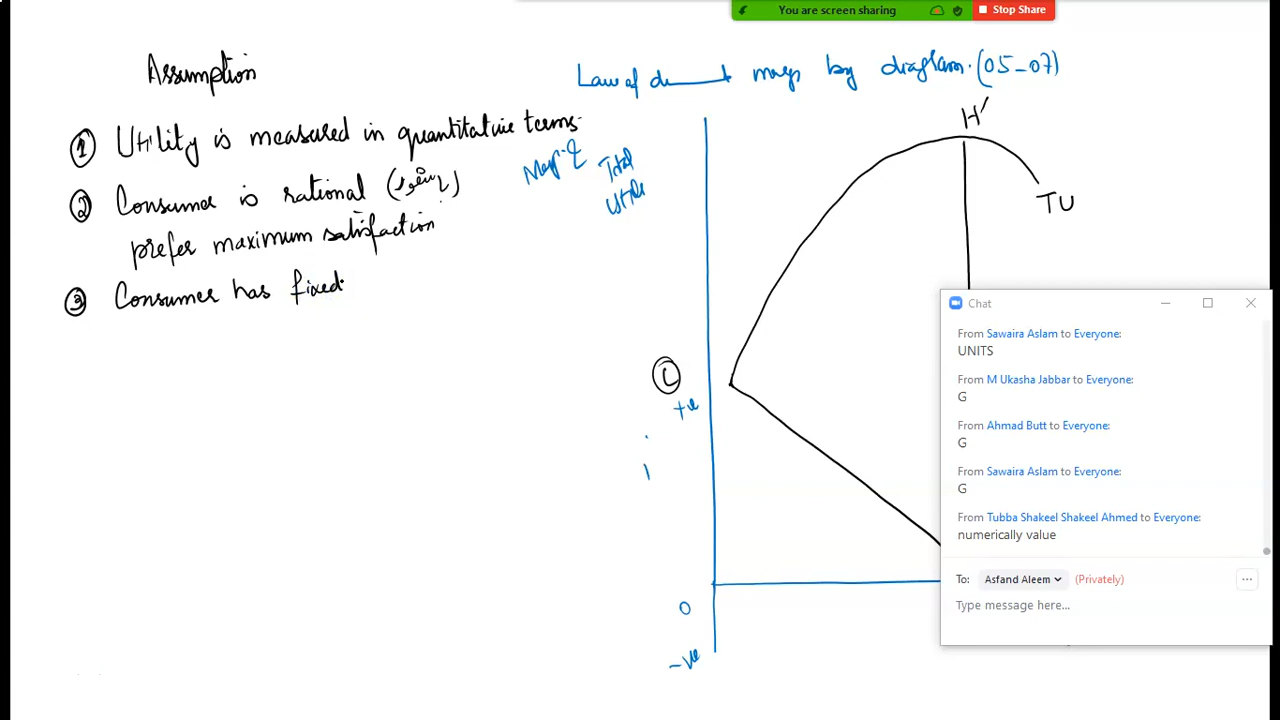 You are screen sharing
Stop Share
Assumption
Law of de d by diagram. (05-07)
① Utility is measured in quantitative terms.
② Consumer is rational
prefer maximum satisfaction
③ Consumer has fixed
Total
H'
TU
+ve
0
-ve
Chat
From Sawaira Aslam to Everyone:
UNITS
From M Ukasha Jabbar to Everyone:
G
From Ahmad Butt to Everyone:
G
From Sawaira Aslam to Everyone:
G
From Tubba Shakeel Shakeel Ahmed to Everyone:
numerically value
To: Asfand Aleem (Privately)
Type message here...